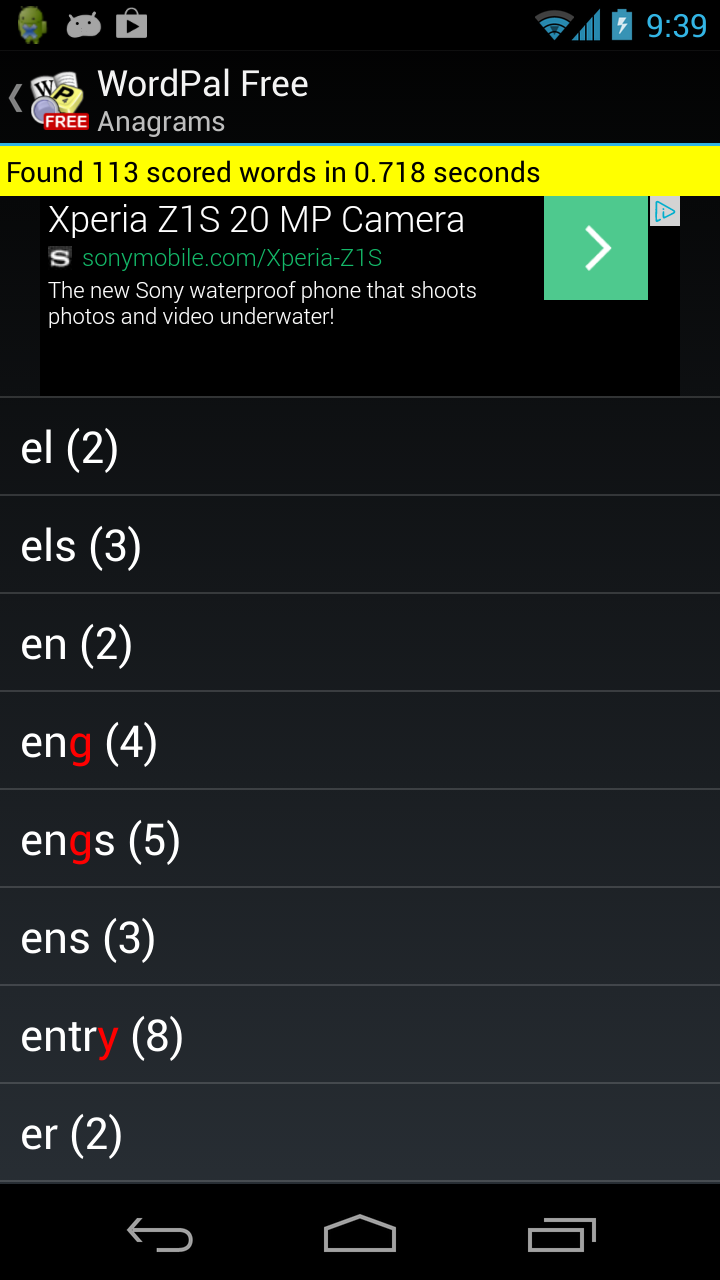 9:39
W P
FREE
WordPal Free
Anagrams
Found 113 scored words in 0.718 seconds
Xperia Z1S 20 MP Camera
S sonymobile.com/Xperia-Z1S
The new Sony waterproof phone that shoots
photos and video underwater!
el (2)
els (3)
en (2)
eng (4)
engs (5)
ens (3)
entry (8)
er (2)